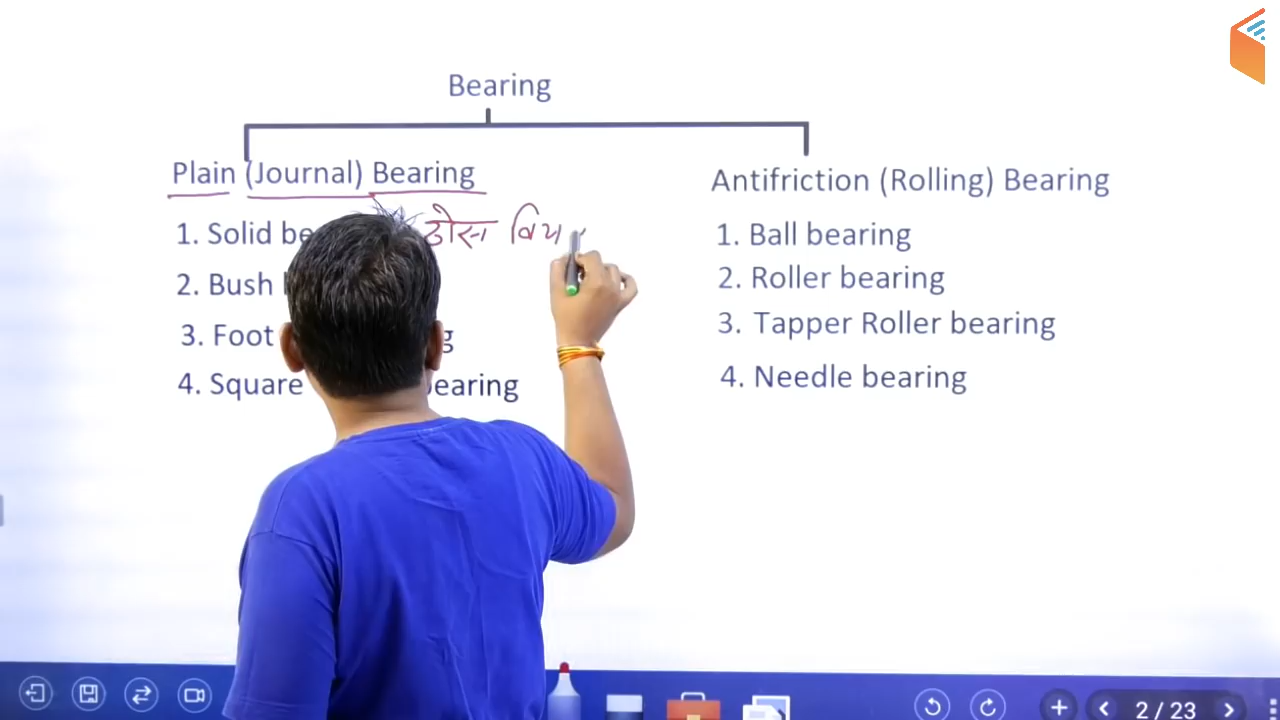 Bearing
Plain (Journal) Bearing
Antifriction (Rolling) Bearing
1. Solid be ठोस विय
1. Ball bearing
2. Bush
2. Roller bearing
3. Foot g
3. Tapper Roller bearing
4. Square bearing
4. Needle bearing
2 / 23